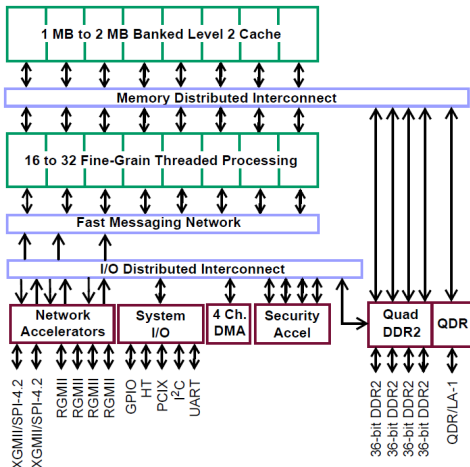 1 MB to 2 MB Banked Level 2 Cache
Memory Distributed Interconnect
16 to 32 Fine-Grain Threaded Processing
Fast Messaging Network
I/O Distributed Interconnect
Network
Accelerators
System
I/O
4 Ch.
DMA
Security
Accel
Quad
DDR2
QDR
XGMII/SPI-4.2
XGMII/SPI-4.2
RGMII
RGMII
RGMII
RGMII
GPIO
HT
PCIX
I²C
UART
36-bit DDR2
36-bit DDR2
36-bit DDR2
36-bit DDR2
QDR/LA-1